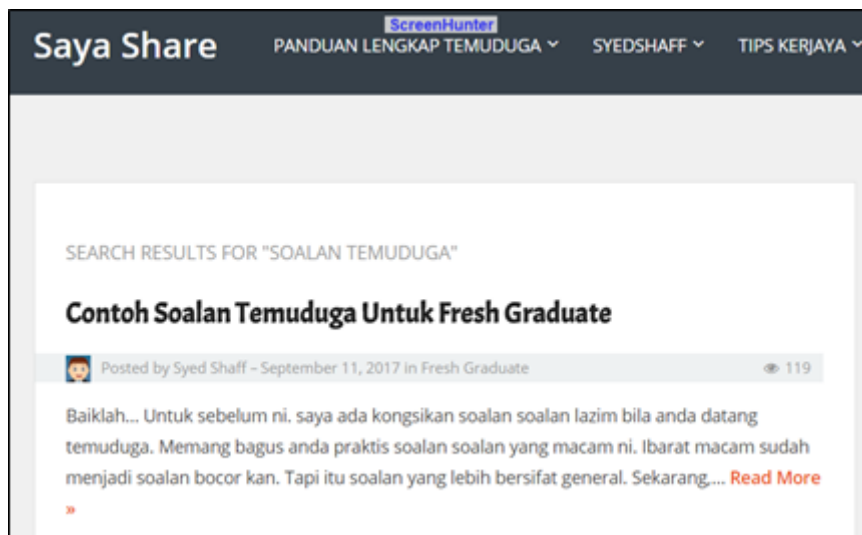 ScreenHunter
Saya Share PANDUAN LENGKAP TEMUDUGA SYEDSHAFF TIPS KERJAYA
SEARCH RESULTS FOR "SOALAN TEMUDUGA"
Contoh Soalan Temuduga Untuk Fresh Graduate
Posted by Syed Shaff – September 11, 2017 in Fresh Graduate 119
Baiklah... Untuk sebelum ni. saya ada kongsikan soalan soalan lazim bila anda datang
temuduga. Memang bagus anda praktis soalan soalan yang macam ni. Ibarat macam sudah
menjadi soalan bocor kan. Tapi itu soalan yang lebih bersifat general. Sekarang,... Read More
»